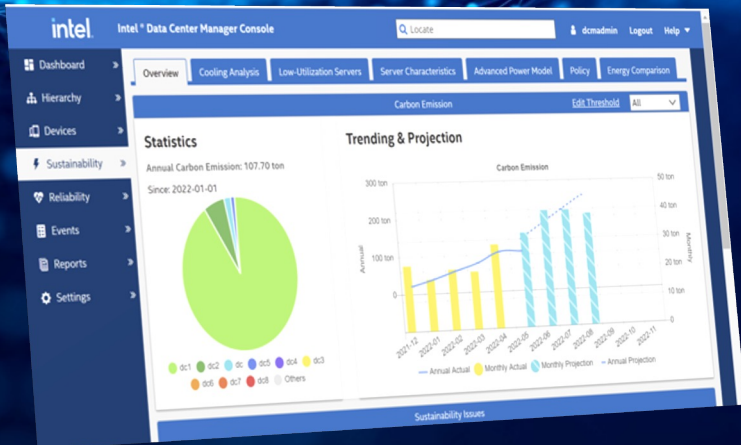 intel.
Intel® Data Center Manager Console
Locate
dcmadmin
Logout
Help
Dashboard
Hierarchy
Devices
Sustainability
Reliability
Events
Reports
Settings
Overview
Cooling Analysis
Low-Utilization Servers
Server Characteristics
Advanced Power Model
Policy
Energy Comparison
Carbon Emission
Edit Threshold
All
Statistics
Annual Carbon Emission: 107.70 ton
Since: 2022-01-01
dc1 dc2 dc dc5 dc4 dc3
dc6 dc7 dc8 Others
Trending & Projection
Carbon Emission
300 ton
200 ton
100 ton
0
Annual
50 ton
40 ton
30 ton
20 ton
10 ton
0
Monthly
2021-12
2022-01
2022-02
2022-03
2022-04
2022-05
2022-06
2022-07
2022-08
2022-09
2022-10
2022-11
Annual Actual Monthly Actual Monthly Projection Annual Projection
Sustainability Issues